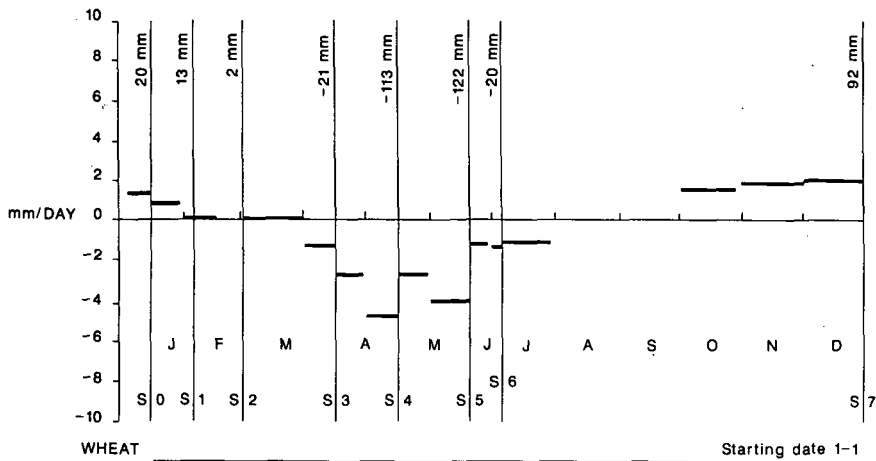 10
8
6
4
2
mm/DAY 0
-2
-4
-6
-8
-10
20 mm
13 mm
2 mm
-21 mm
-113 mm
-122 mm
-20 mm
92 mm
J F M A M J J A S O N D
S 0
S 1
S 2
S 3
S 4
S 5
S 6
S 7
WHEAT
Starting date 1-1